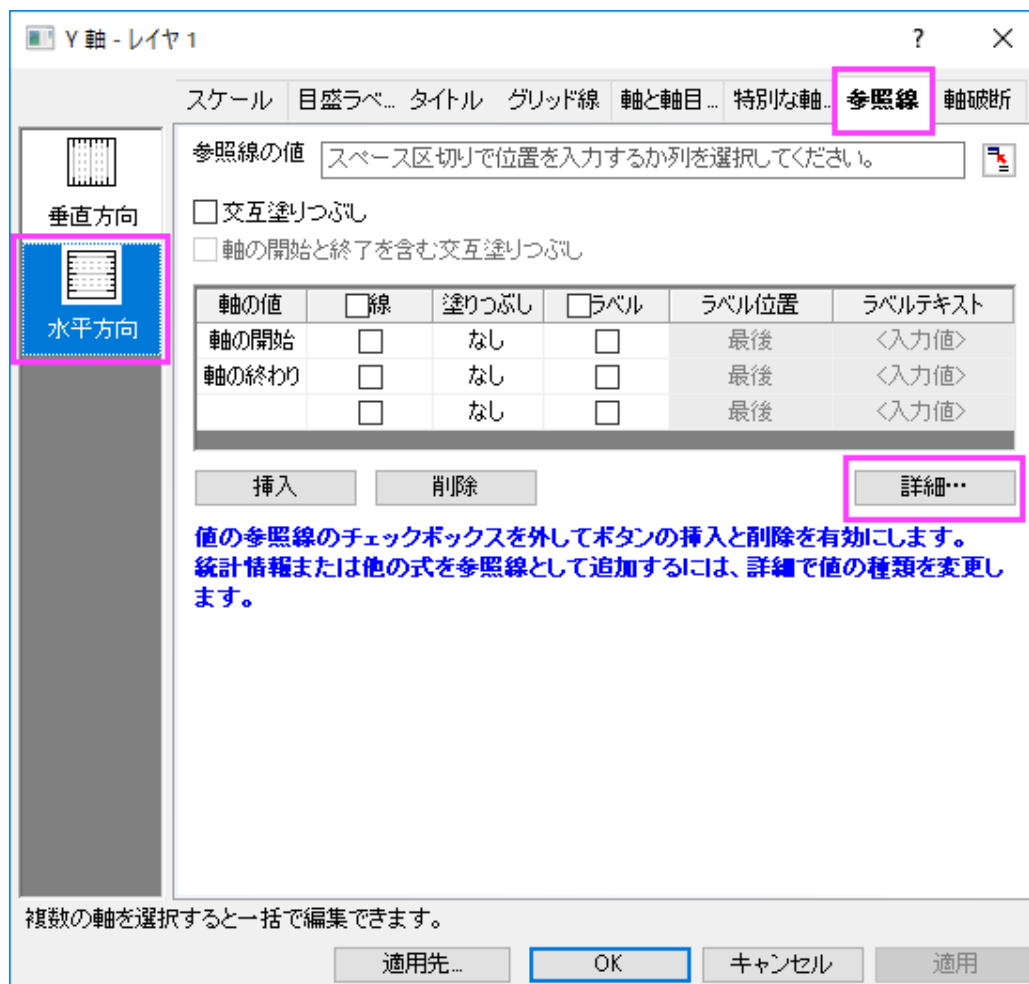 Y 軸 - レイヤ 1 ? ×
スケール 目盛ラベ... タイトル グリッド線 軸と軸目... 特別な軸... 参照線 軸破断
垂直方向
水平方向
参照線の値 スペース区切りで位置を入力するか列を選択してください。
交互塗りつぶし
軸の開始と終了を含む交互塗りつぶし
軸の値 線 塗りつぶし ラベル ラベル位置 ラベルテキスト
軸の開始 なし 最後 <入力値>
軸の終わり なし 最後 <入力値>
なし 最後 <入力値>
挿入 削除 詳細…
値の参照線のチェックボックスを外してボタンの挿入と削除を有効にします。
統計情報または他の式を参照線として追加するには、詳細で値の種類を変更し
ます。
複数の軸を選択すると一括で編集できます。
適用先... OK キャンセル 適用